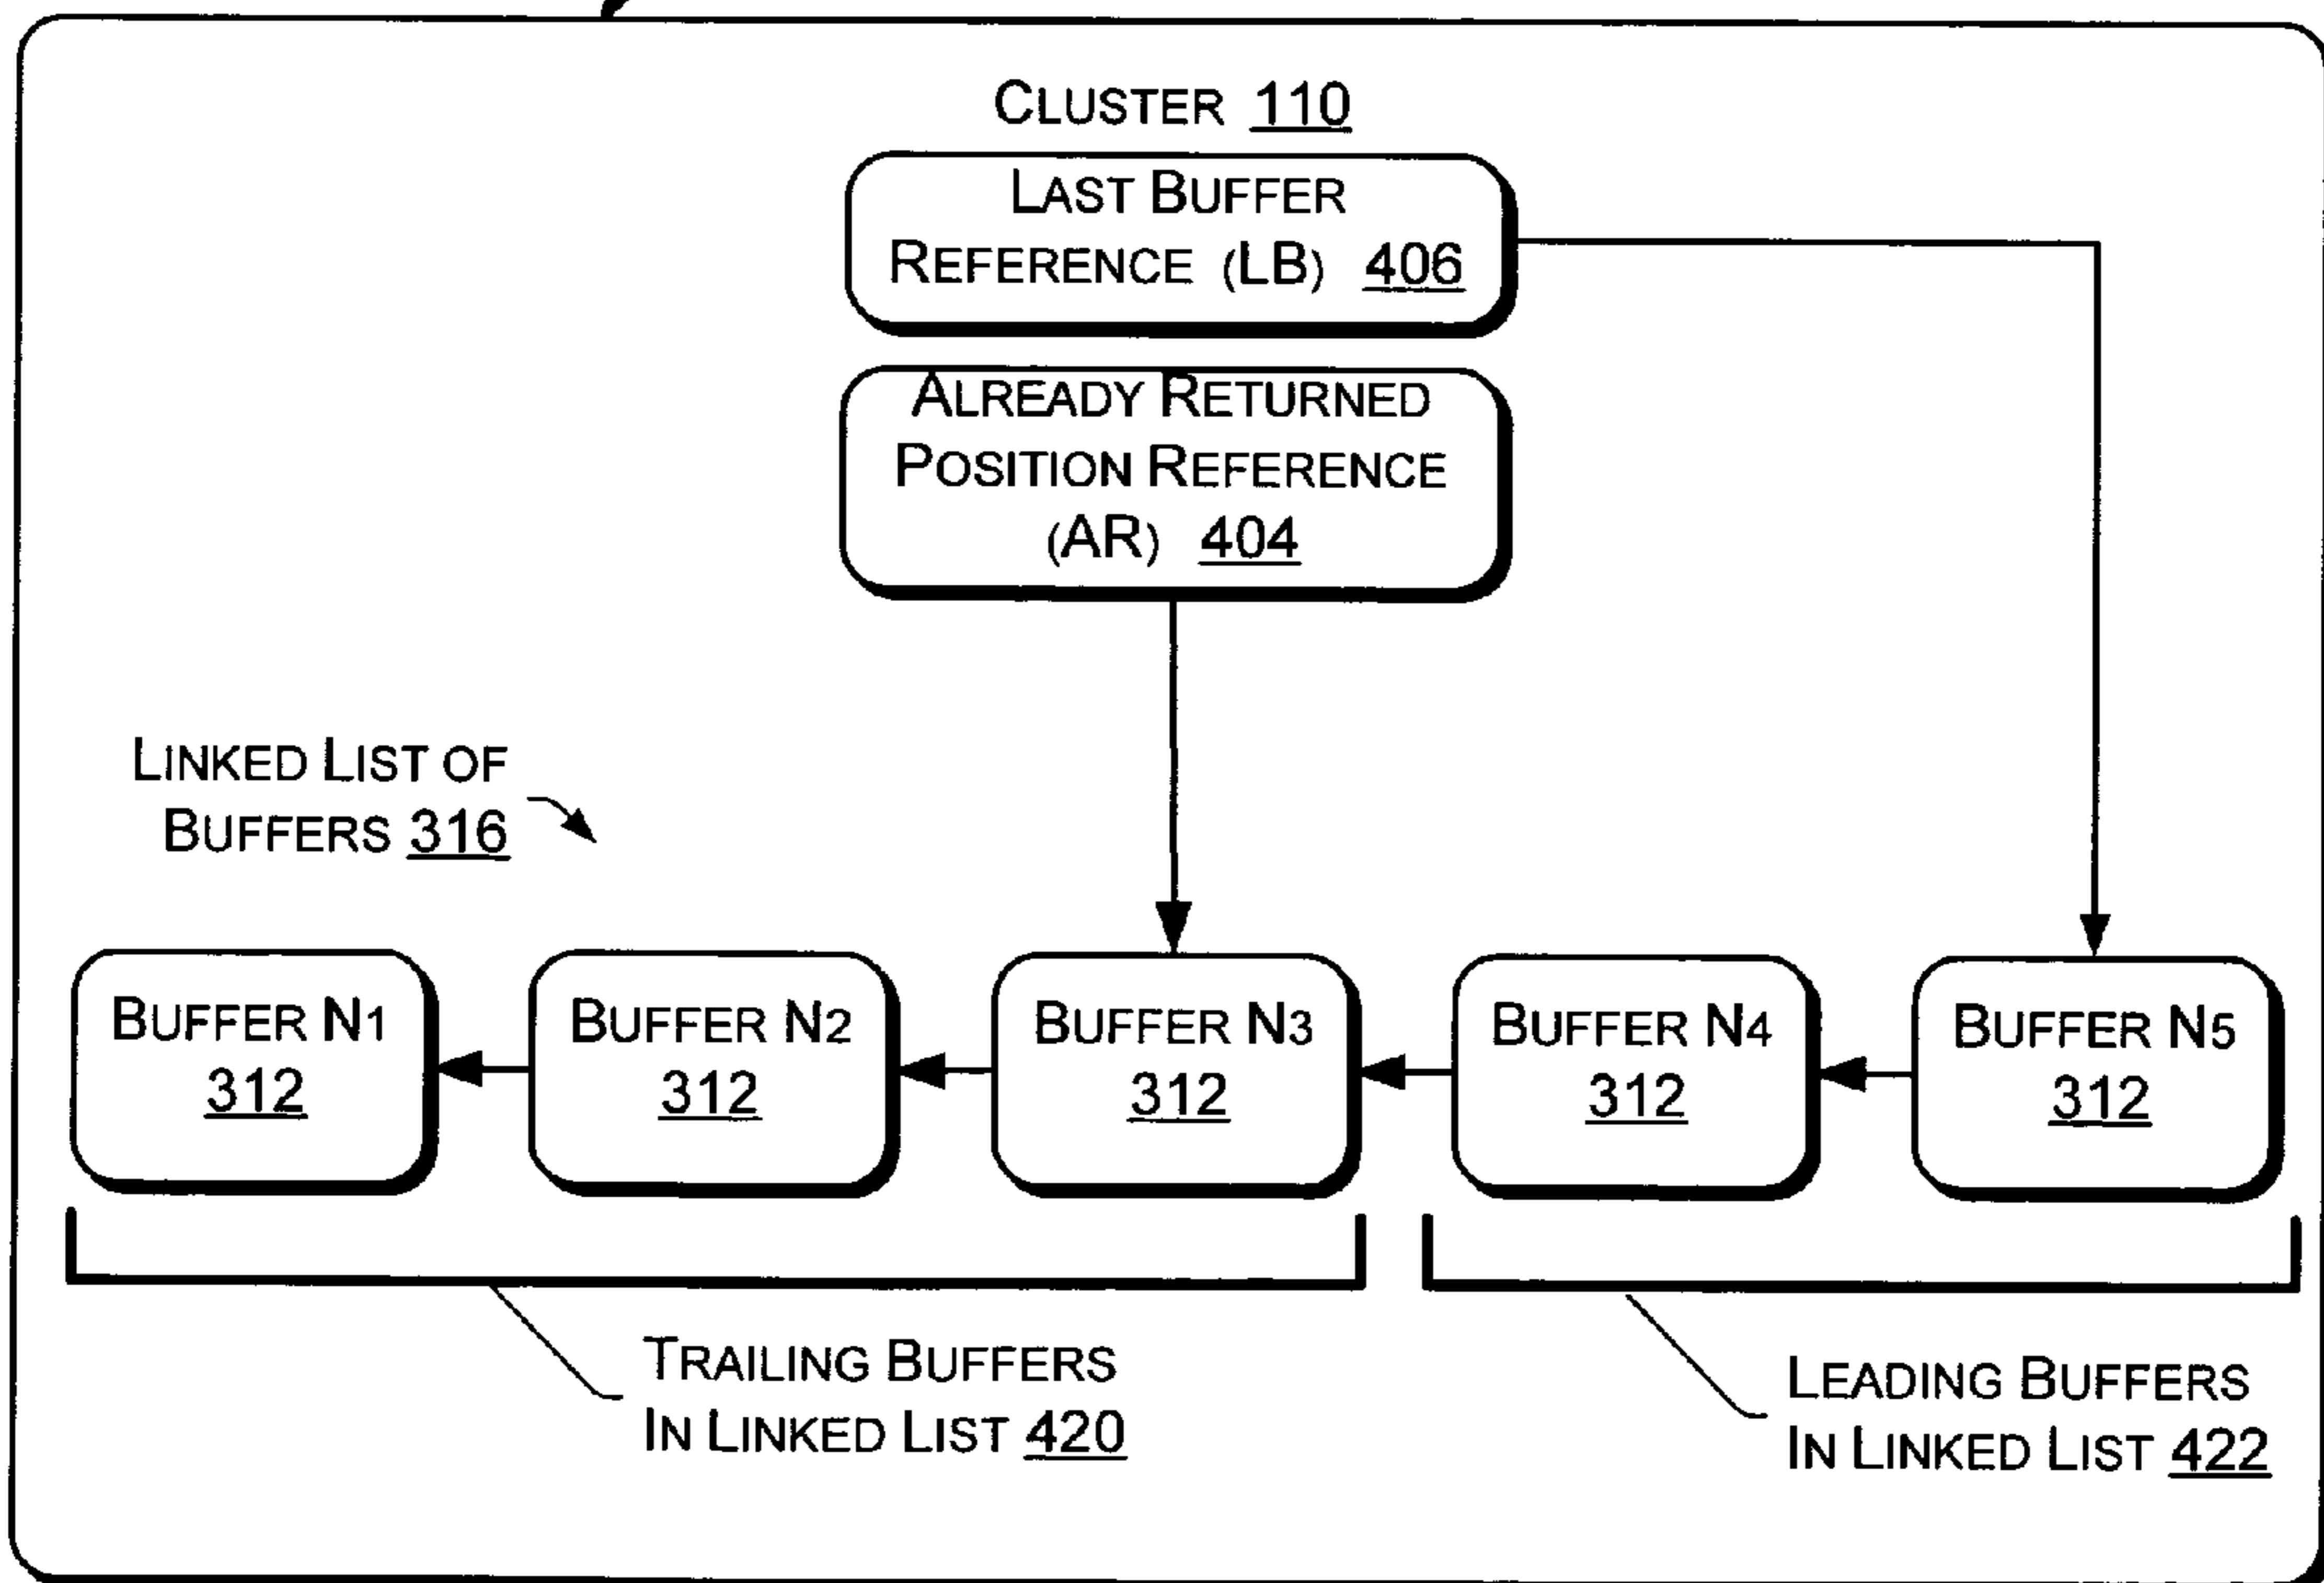 CLUSTER 110
LAST BUFFER
REFERENCE (LB) 406
ALREADY RETURNED
POSITION REFERENCE
(AR) 404
LINKED LIST OF
BUFFERS 316
BUFFER N1
312
BUFFER N2
312
BUFFER N3
312
BUFFER N4
312
BUFFER N5
312
TRAILING BUFFERS
IN LINKED LIST 420
LEADING BUFFERS
IN LINKED LIST 422